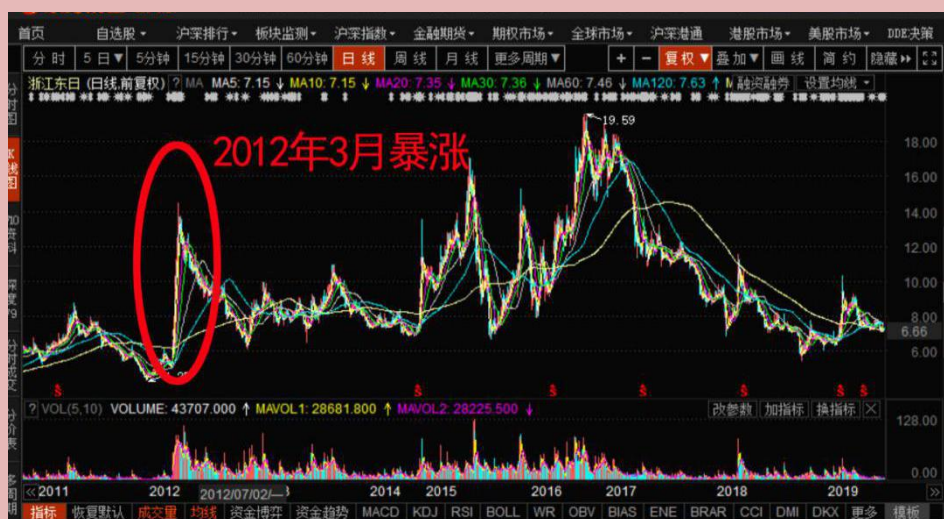 首页 自选股 沪深排行 板块监测 沪深指数 金融期货 期权市场 全球市场 沪深港通 港股市场 美股市场 DDE决策
分时 5日 5分钟 15分钟 30分钟 60分钟 日线 周线 月线 更多周期 + - 复权 叠加 画线 简约 隐藏
浙江东日 (日线.前复权) ? MA MA5: 7.15 ↓ MA10: 7.15 ↓ MA20: 7.35 ↓ MA30: 7.36 ↓ MA60: 7.46 ↓ MA120: 7.63 ↑ M 融资融券 设置均线
19.59
2012年3月暴涨
18.00
16.00
14.00
12.00
10.00
8.00
6.66
6.00
? VOL(5,10) VOLUME: 43707.000 ↑ MAVOL1: 28681.800 ↑ MAVOL2: 28225.500 ↓ 改参数 加指标 换指标
128.00
0.00
2011 2012 2012/07/02/一 2014 2015 2016 2017 2018 2019
指标 恢复默认 成交量 均线 资金博弈 资金趋势 MACD KDJ RSI BOLL WR OBV BIAS ENE BRAR CCI DMI DKX 更多 模板